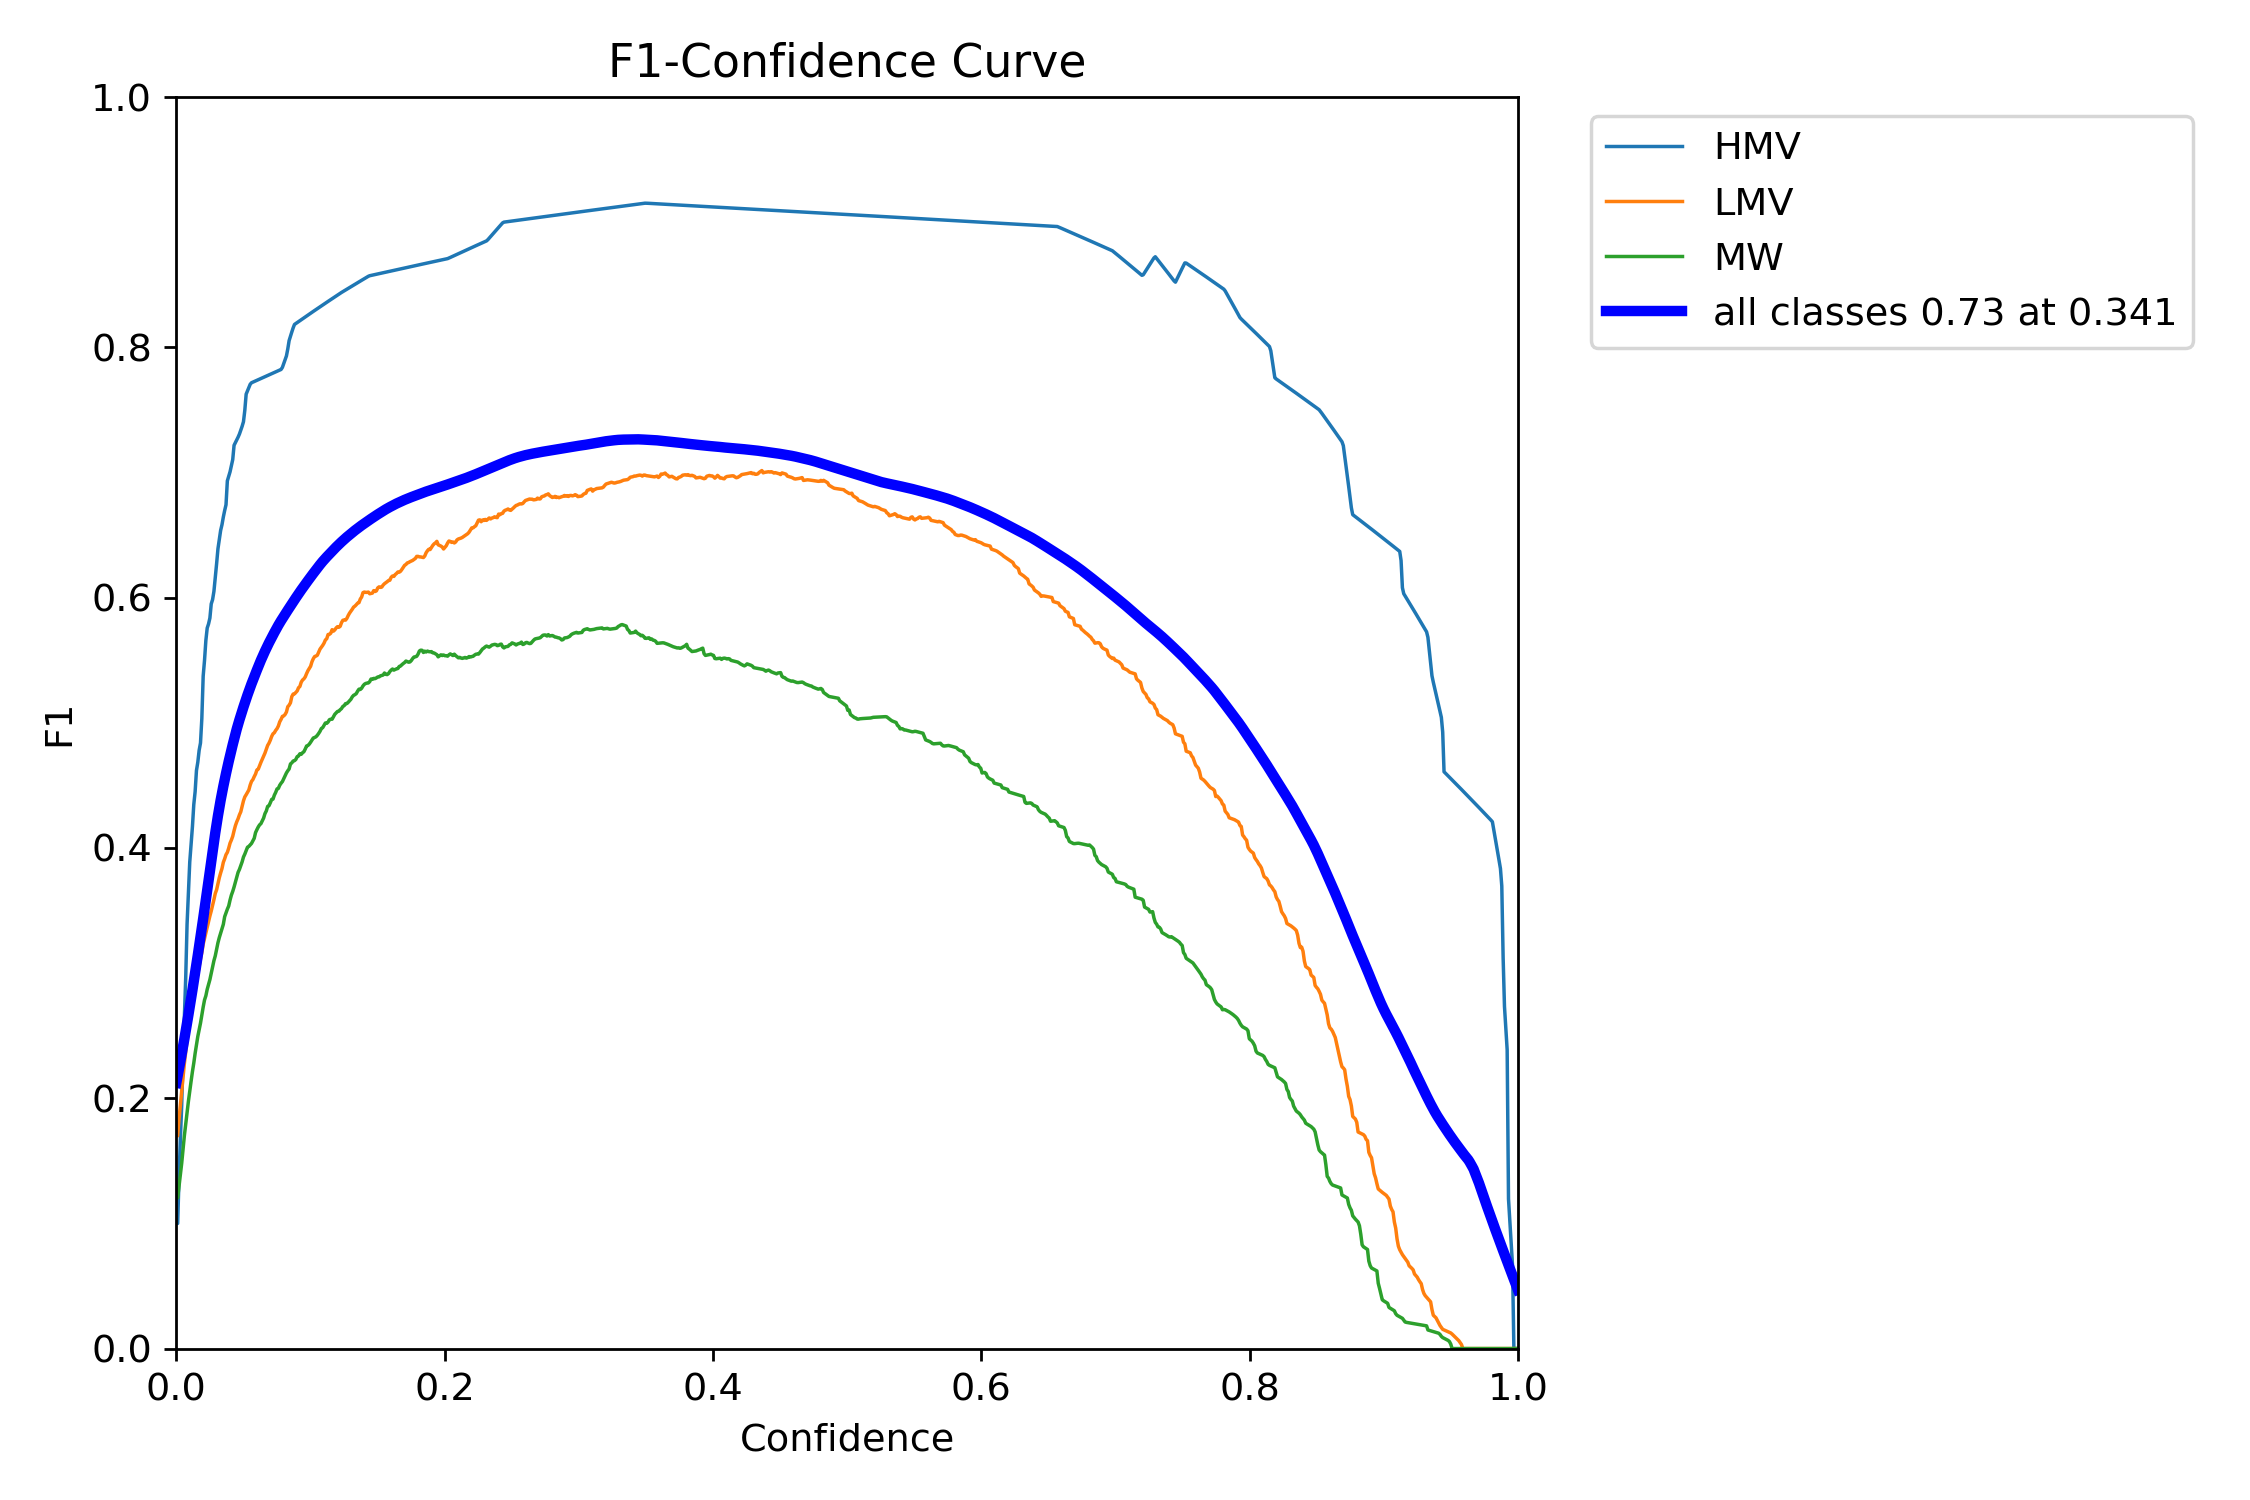 F1-Confidence Curve
1.0
0.8
0.6
0.4
0.2
0.0
F1
0.0 0.2 0.4 0.6 0.8 1.0
Confidence
HMV
LMV
MW
all classes 0.73 at 0.341